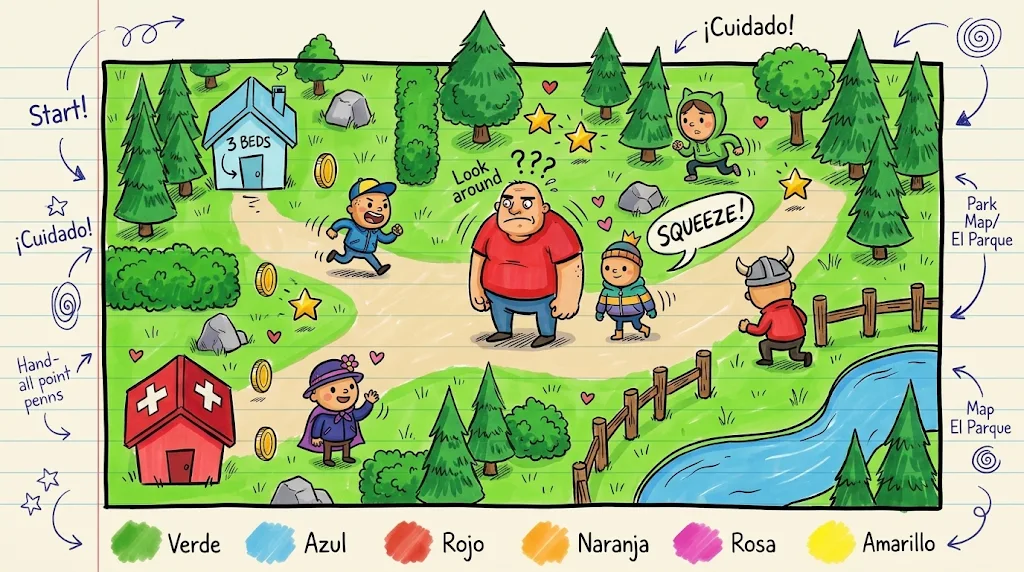 ¡Cuidado!
Start!
3 BEDS
???
Look
around
SQUEEZE!
¡Cuidado!
Park
Map/
El Parque
Hand-
all point
penns
Map
El Parque
Verde
Azul
Rojo
Naranja
Rosa
Amarillo